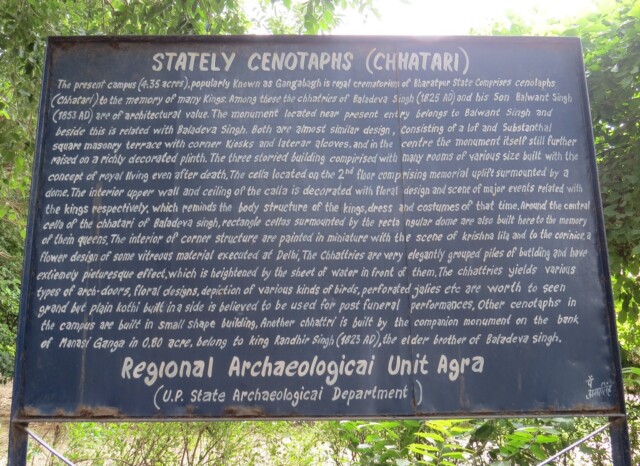 STATELY CENOTAPHS (CHHATARI)
The present campus (4.35 acres), popularly Known as Gangabagh is royal crematorium of Bharatpur State Comprises cenotaphs
(Chhatari) to the memory of many Kings. Among these the chhatries of Baladeva Singh (1825 AD) and his Son Balwant Singh
(1853 AD) are of architectural value. The monument located near present entry belongs to Balwant Singh and
beside this is related with Baladeva Singh. Both are almost similar design, Consisting of a lof and Substanthal
square masonry terrace with corner Kiosks and laterar alcoves. and in the centre the monument itself still further
raised on a richly decorated plinth. The three storied building compirised with many rooms of various size built with the
concept of royal living even after death, The cella located on the 2nd floor comprising memorial uplift surmounted by a
dome. The interior upper wall and ceiling of the calla is decorated with floral design and scene of major events related with
the kings respectively, which reminds the body structure of the kings, dress and costumes of that time. Around the central
cella of the chhatari of Baladeva singh, rectangle cellas surmounted by the rectangular dome are also built here to the memory
of them queens, The interior of corner structure are painted in miniature with the scene of krishna lila and to the corinice, a
flower design of some vitreous material executed of Delhi, The Chhattries are very elegantly grouped piles of butlding and have
extiemely picturesque effect, which is heightened by the sheet of water in front of them, The chhattries yields various
types of arch-doors, floral designs, depiction of various kinds of birds, perforated jalies etc are worth to seen
grand but plain kothi built in a side is believed to be used for post funeral performances, Other cenotaphs in
the campus are built in small shape building, Another chhattri is built by the companion monument on the bank
of Manasi Ganga in 0.80 acre. belong to king Randhir Singh (1823 AD), the elder brother of Baladeva singh.
Regional Archaeologicai Unit Agra
(U.P. State Archaeologicai Department)